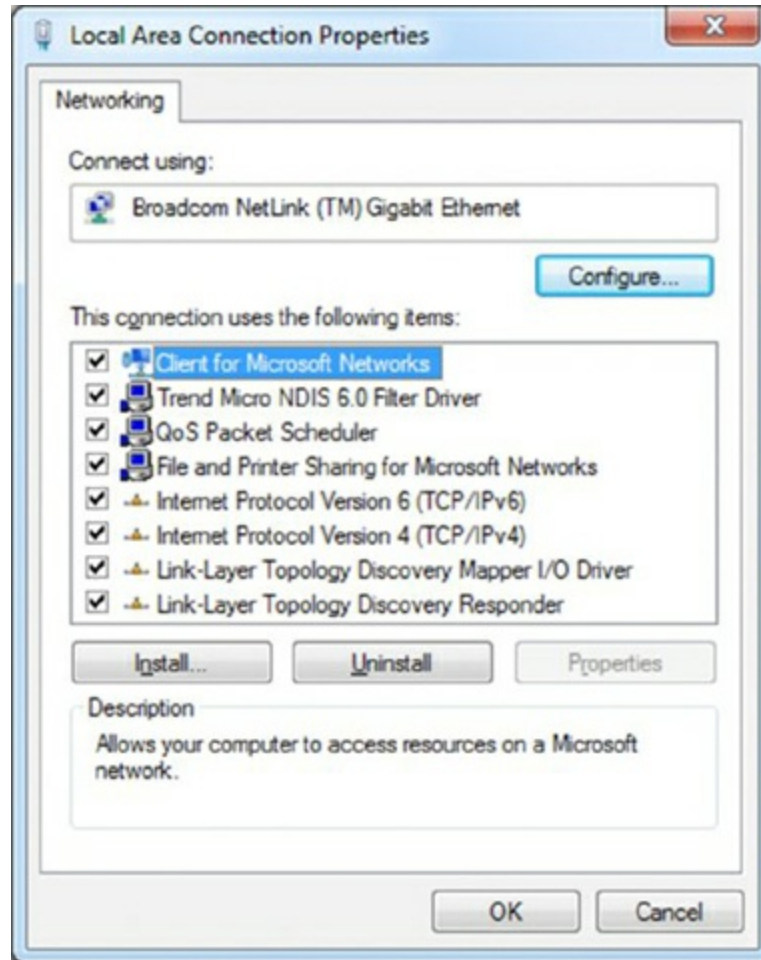 Local Area Connection Properties
Networking
Connect using:
Broadcom NetLink (TM) Gigabit Ethernet
Configure...
This connection uses the following items:
Client for Microsoft Networks
Trend Micro NDIS 6.0 Filter Driver
QoS Packet Scheduler
File and Printer Sharing for Microsoft Networks
Internet Protocol Version 6 (TCP/IPv6)
Internet Protocol Version 4 (TCP/IPv4)
Link-Layer Topology Discovery Mapper I/O Driver
Link-Layer Topology Discovery Responder
Install... Uninstall Properties
Description
Allows your computer to access resources on a Microsoft
network.
OK Cancel